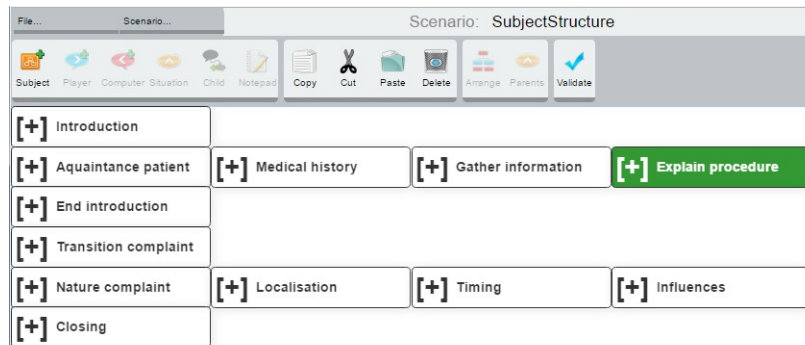 File... Scenario... Scenario: SubjectStructure
Subject Player Computer Situation Child Notepad Copy Cut Paste Delete Arrange Parents Validate
[+] Introduction
[+] Aquaintance patient [+] Medical history [+] Gather information [+] Explain procedure
[+] End introduction
[+] Transition complaint
[+] Nature complaint [+] Localisation [+] Timing [+] Influences
[+] Closing